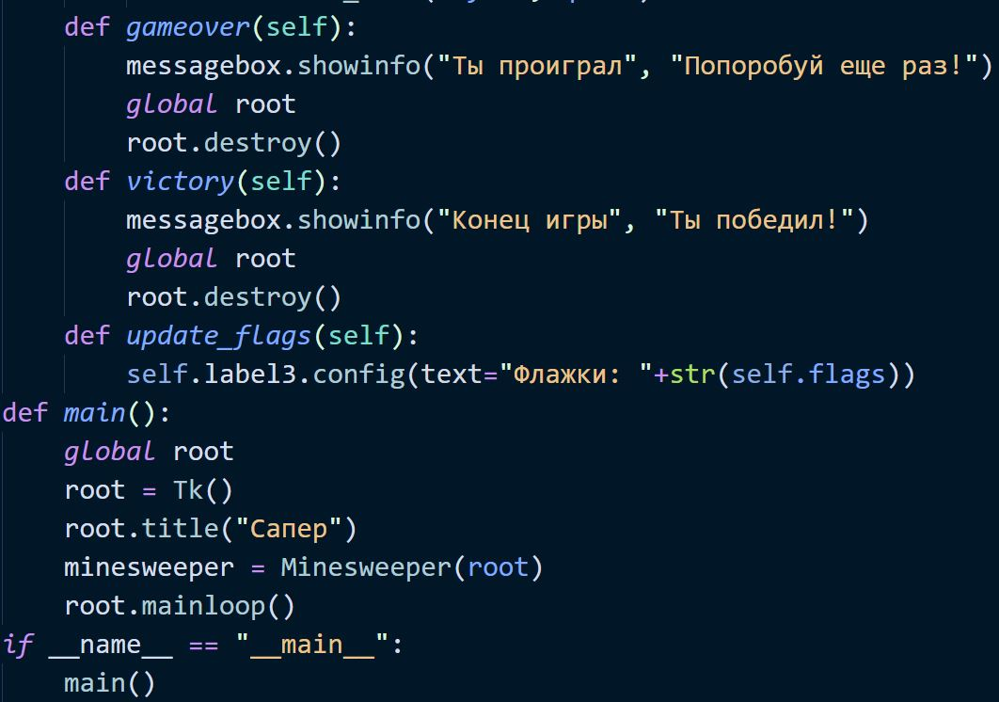 def gameover(self):
        messagebox.showinfo("Ты проиграл", "Попоробуй еще раз!")
        global root
        root.destroy()
    def victory(self):
        messagebox.showinfo("Конец игры", "Ты победил!")
        global root
        root.destroy()
    def update_flags(self):
        self.label3.config(text="Флажки: "+str(self.flags))
def main():
    global root
    root = Tk()
    root.title("Сапер")
    minesweeper = Minesweeper(root)
    root.mainloop()
if __name__ == "__main__":
    main()